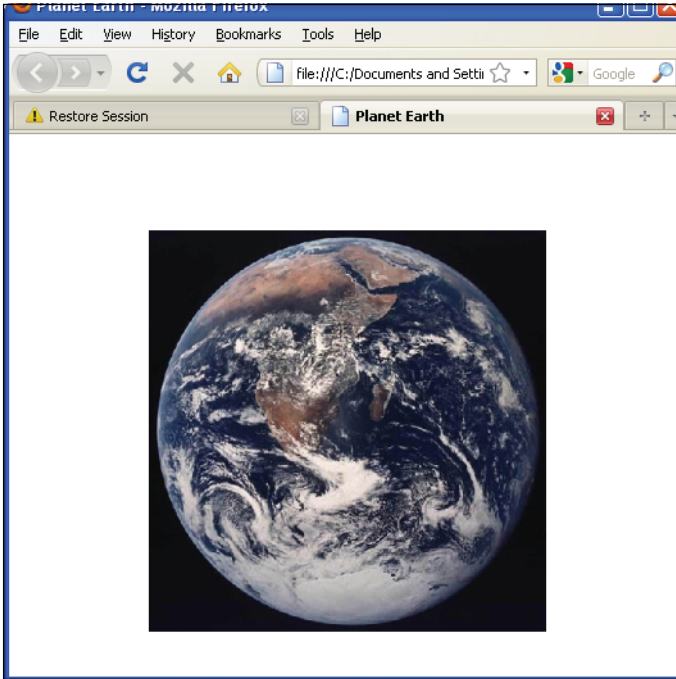 Planet Earth - Mozilla Firefox
File Edit View History Bookmarks Tools Help
file:///C:/Documents and Setti Google
Restore Session Planet Earth